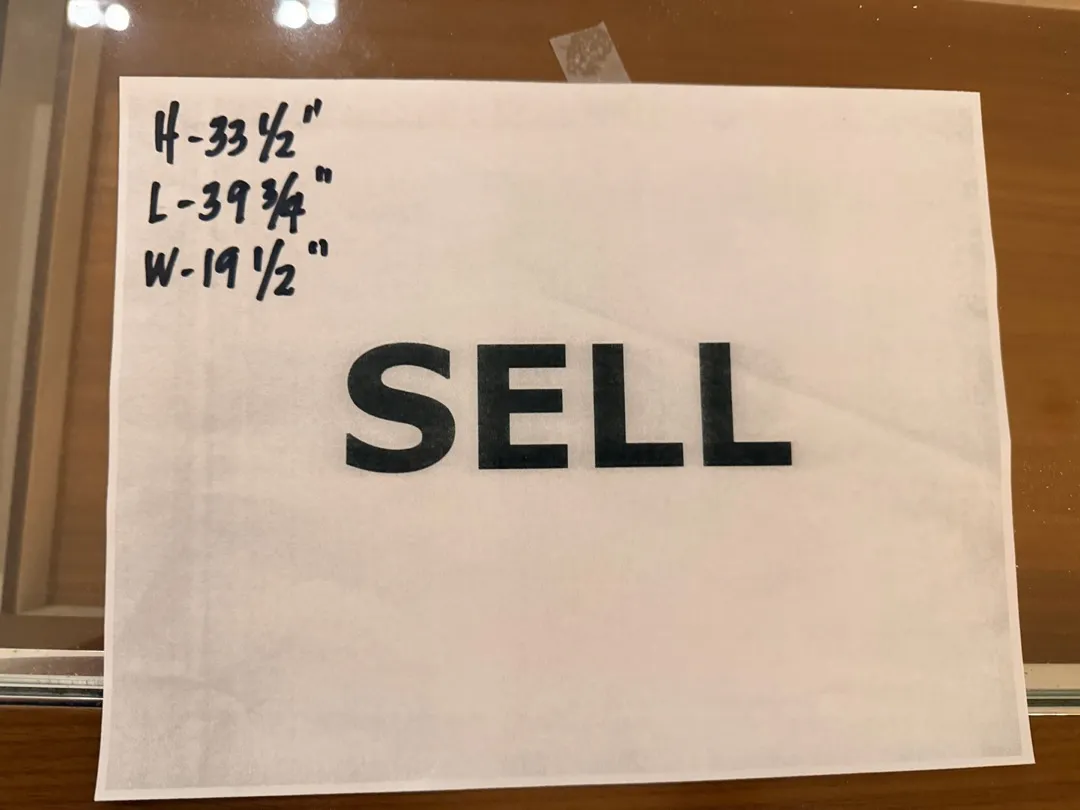 H-33 1/2"
L-39 3/4"
W-19 1/2"
SELL